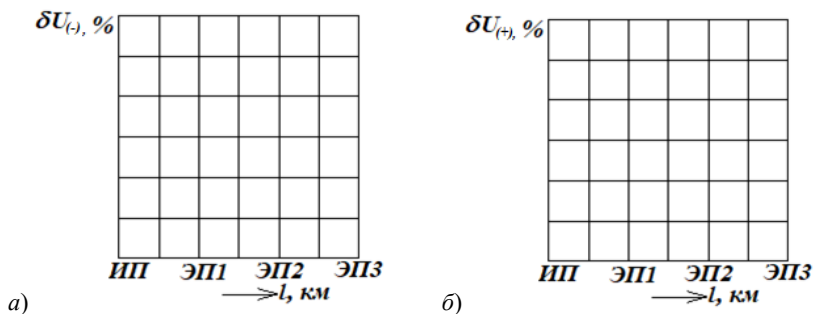 δU(-), %
ИП ЭП1 ЭП2 ЭП3
l, км
а)
δU(+), %
ИП ЭП1 ЭП2 ЭП3
l, км
б)